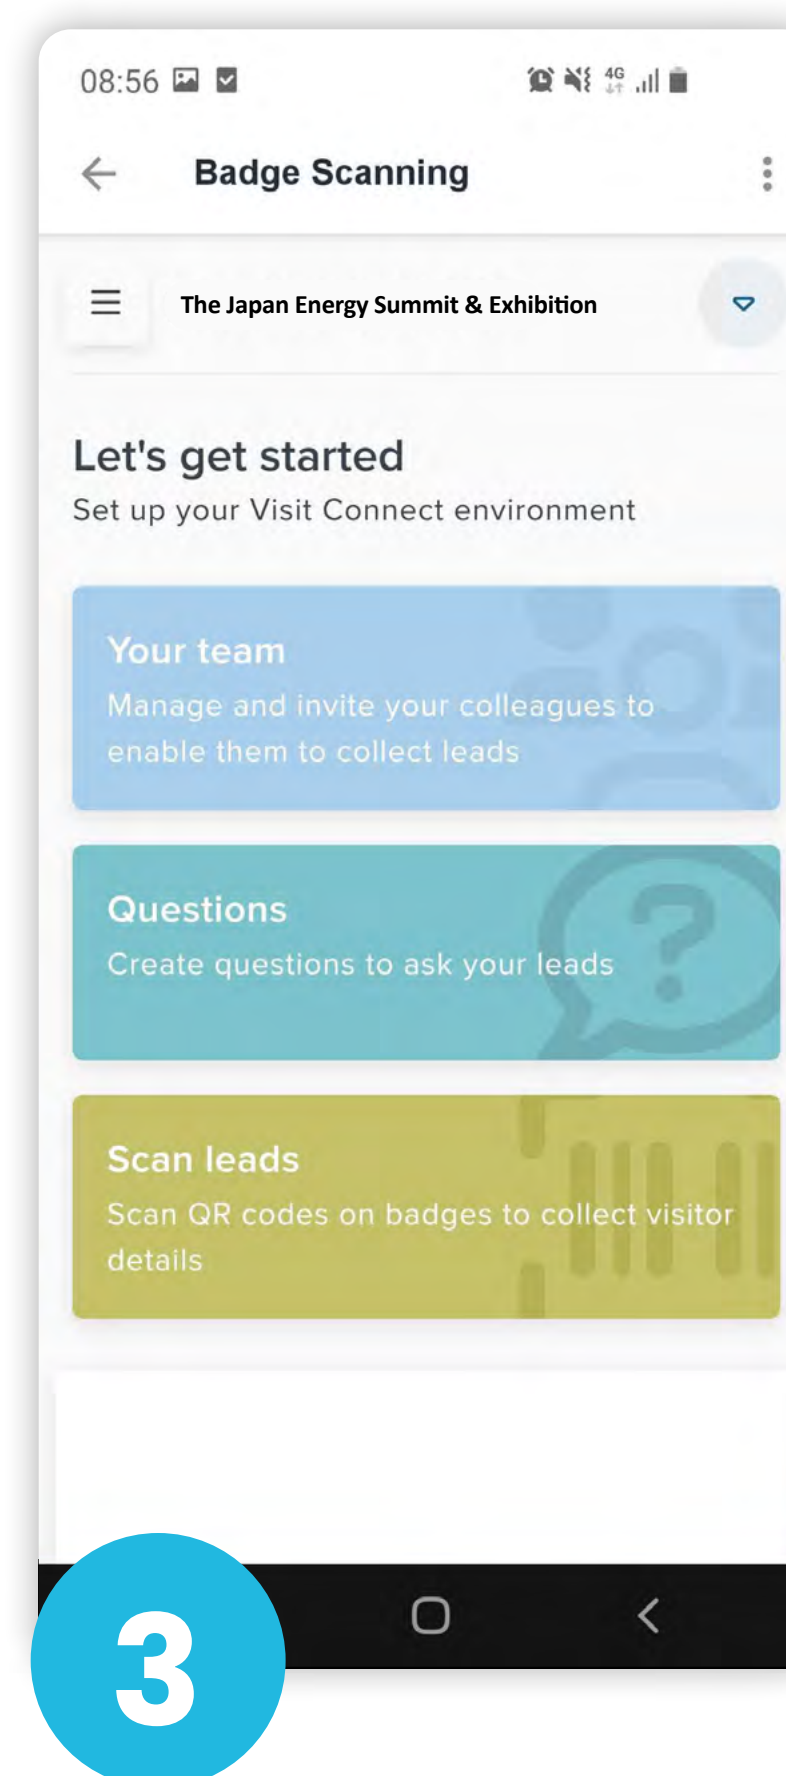 08:56
4G
Badge Scanning
The Japan Energy Summit & Exhibition
Let's get started
Set up your Visit Connect environment
Your team
Manage and invite your colleagues to
enable them to collect leads
Questions
Create questions to ask your leads
?
Scan leads
Scan QR codes on badges to collect visitor
details
3